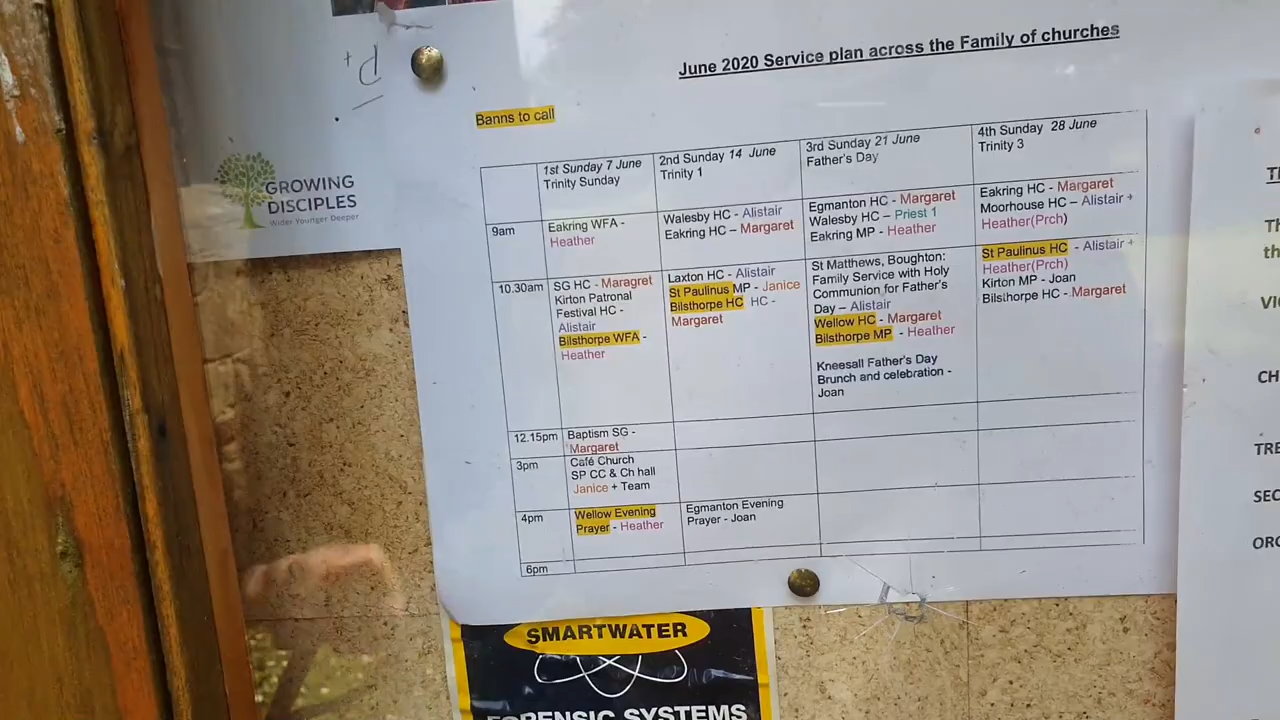 June 2020 Service plan across the Family of churches
Banns to call
GROWING
DISCIPLES
Wider Younger Deeper
1st Sunday 7 June
Trinity Sunday
2nd Sunday 14 June
Trinity 1
3rd Sunday 21 June
Father's Day
4th Sunday 28 June
Trinity 3
9am
Eakring WFA -
Heather
Walesby HC - Alistair
Eakring HC – Margaret
Egmanton HC - Margaret
Walesby HC – Priest 1
Eakring MP - Heather
Eakring HC - Margaret
Moorhouse HC – Alistair +
Heather(Prch)
10.30am
SG HC - Maragret
Kirton Patronal
Festival HC -
Alistair
Bilsthorpe WFA -
Heather
Laxton HC - Alistair
St Paulinus MP - Janice
Bilsthorpe HC HC -
Margaret
St Matthews, Boughton:
Family Service with Holy
Communion for Father's
Day – Alistair
Wellow HC - Margaret
Bilsthorpe MP - Heather
Kneesall Father's Day
Brunch and celebration -
Joan
St Paulinus HC - Alistair +
Heather(Prch)
Kirton MP - Joan
Bilsthorpe HC - Margaret
12.15pm
Baptism SG -
Margaret
3pm
Café Church
SP CC & Ch hall
Janice + Team
4pm
Wellow Evening
Prayer - Heather
Egmanton Evening
Prayer - Joan
6pm
SMARTWATER
FORENSIC SYSTEMS